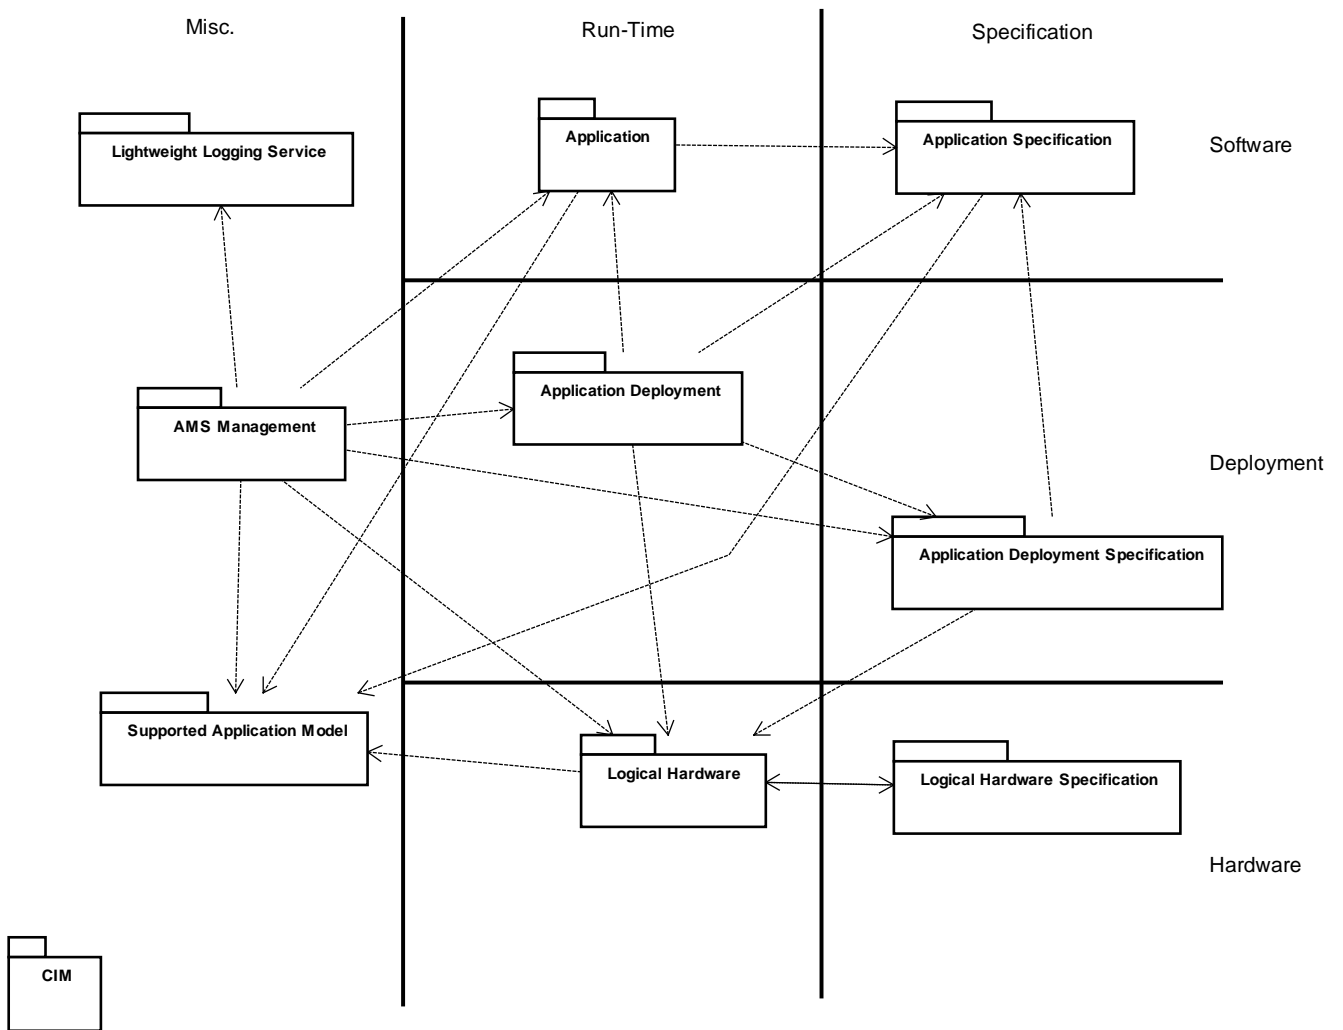 Misc.
Run-Time
Specification
Lightweight Logging Service
Application
Application Specification
Software
AMS Management
Application Deployment
Deployment
Application Deployment Specification
Supported Application Model
Logical Hardware
Logical Hardware Specification
Hardware
CIM